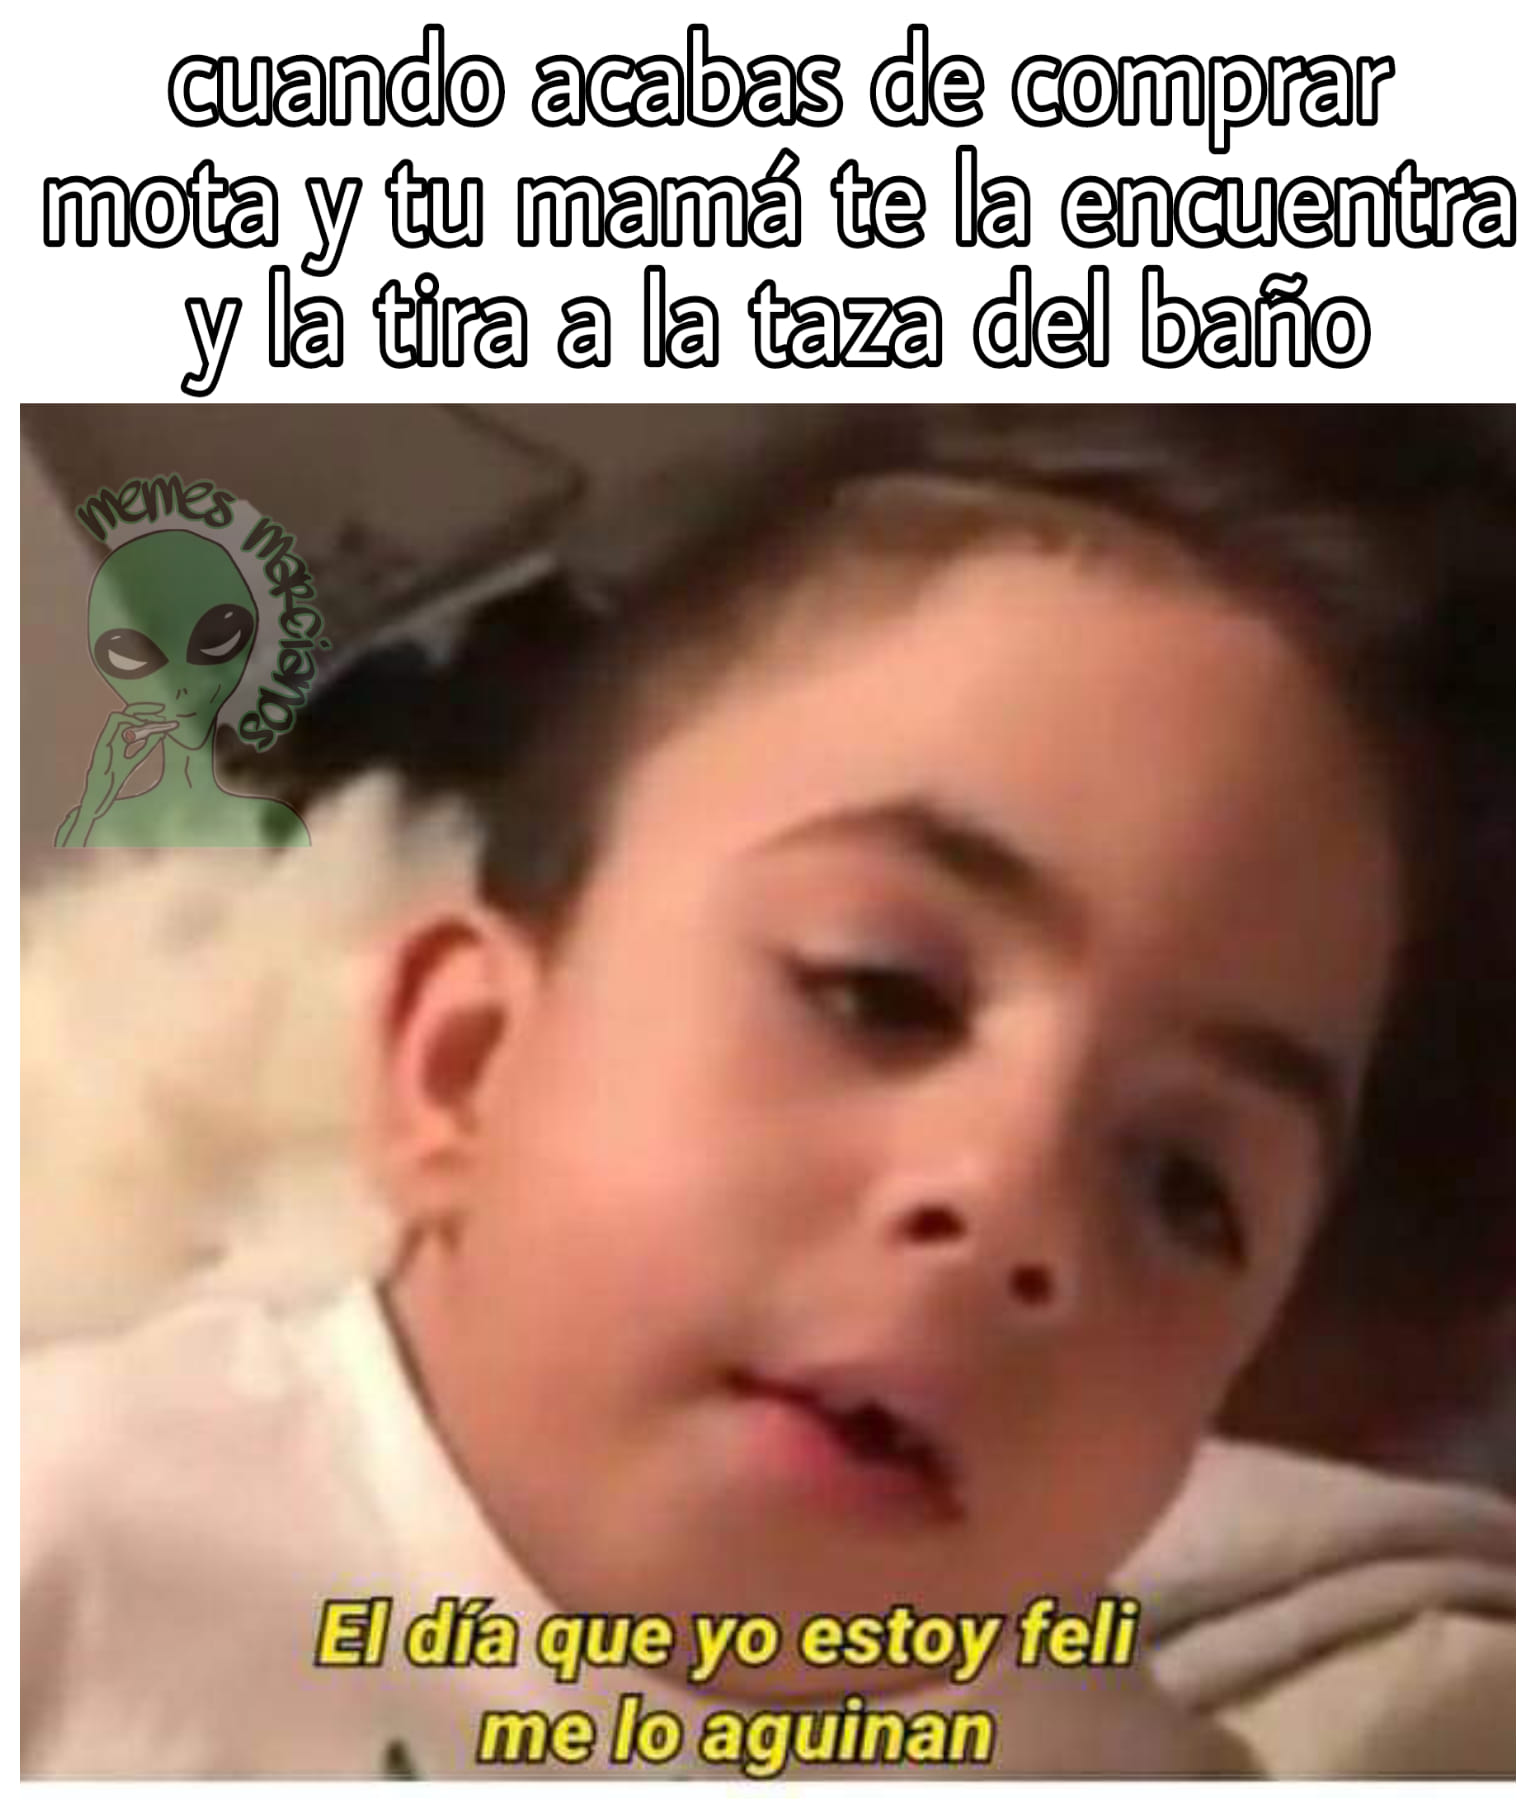 cuando acabas de comprar
mota y tu mamá te la encuentra
y la tira a la taza del baño
memes marcianos
El día que yo estoy feli
me lo aguinan